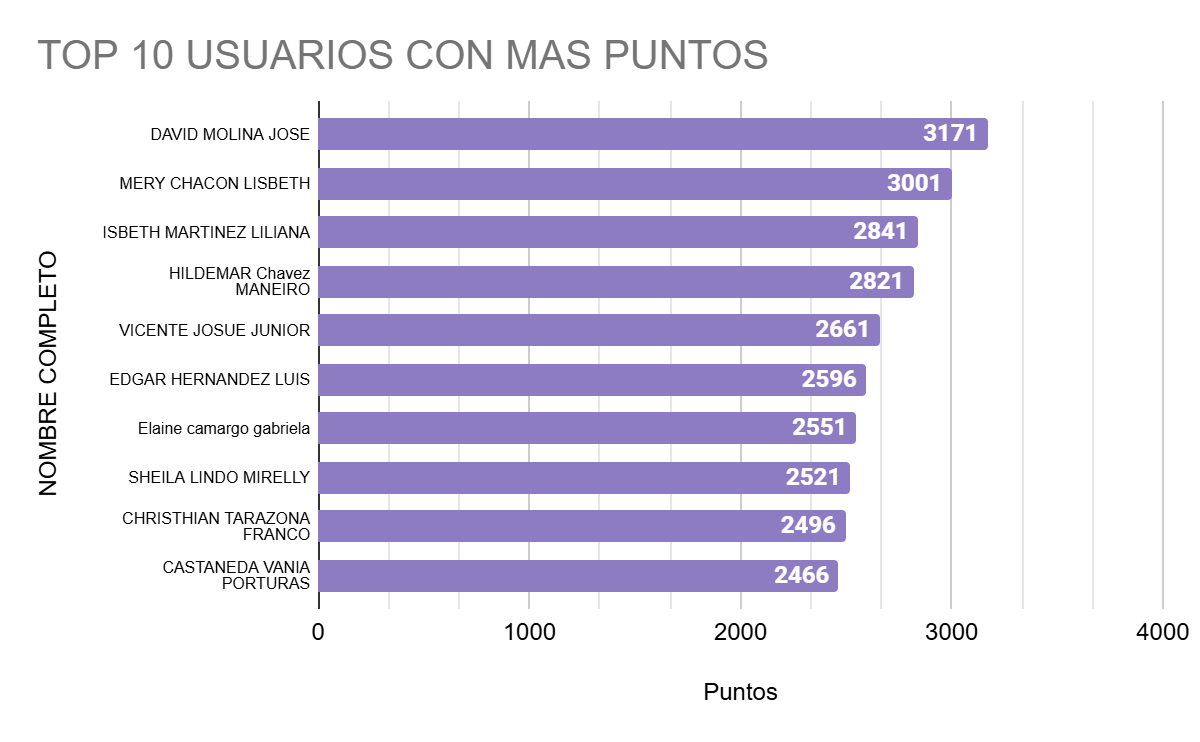 TOP 10 USUARIOS CON MAS PUNTOS
NOMBRE COMPLETO
DAVID MOLINA JOSE
3171
MERY CHACON LISBETH
3001
ISBETH MARTINEZ LILIANA
2841
HILDEMAR Chavez
MANEIRO
2821
VICENTE JOSUE JUNIOR
2661
EDGAR HERNANDEZ LUIS
2596
Elaine camargo gabriela
2551
SHEILA LINDO MIRELLY
2521
CHRISTHIAN TARAZONA
FRANCO
2496
CASTANEDA VANIA
PORTURAS
2466
0 1000 2000 3000 4000
Puntos